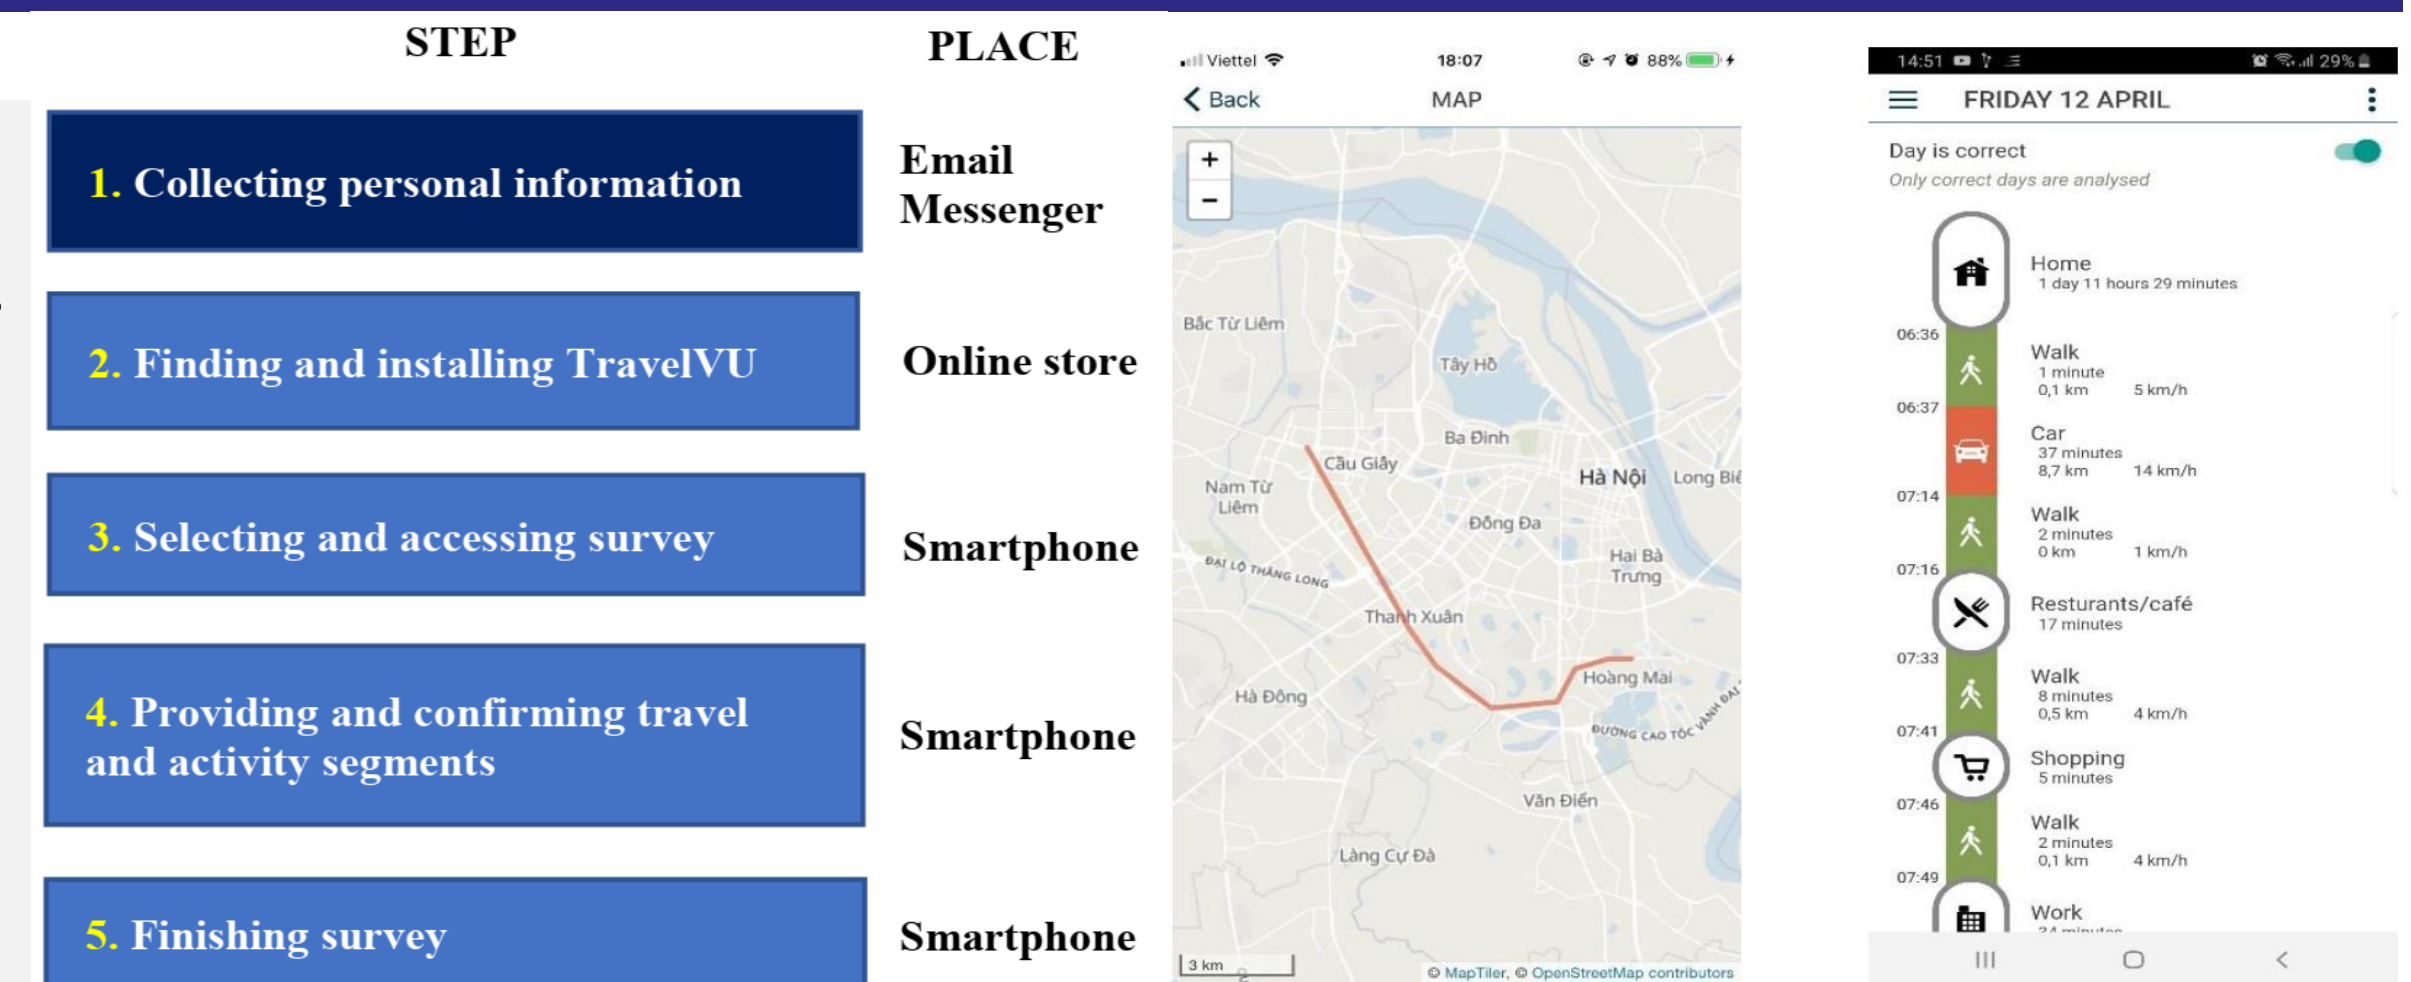 STEP
PLACE
1. Collecting personal information
Email
Messenger
2. Finding and installing TravelVU
Online store
3. Selecting and accessing survey
Smartphone
4. Providing and confirming travel
and activity segments
Smartphone
5. Finishing survey
Smartphone
Viettel
18:07
88%
Back
MAP
+
-
Bắc Từ Liêm
Tây Hồ
Ba Đình
Cầu Giấy
Hà Nội
Long Biê
Nam Từ
Liêm
Đống Đa
Hai Bà
Trưng
ĐẠI LỘ THĂNG LONG
Thanh Xuân
Hoàng Mai
Hà Đông
ĐƯỜNG CAO TỐC VÀNH ĐAI
Văn Điển
Làng Cự Đà
3 km
© MapTiler, © OpenStreetMap contributors
14:51
29%
FRIDAY 12 APRIL
Day is correct
Only correct days are analysed
Home
1 day 11 hours 29 minutes
06:36
Walk
1 minute
0,1 km 5 km/h
06:37
Car
37 minutes
8,7 km 14 km/h
07:14
Walk
2 minutes
0 km 1 km/h
07:16
Resturants/café
17 minutes
07:33
Walk
8 minutes
0,5 km 4 km/h
07:41
Shopping
5 minutes
07:46
Walk
2 minutes
0,1 km 4 km/h
07:49
Work
34 minutes